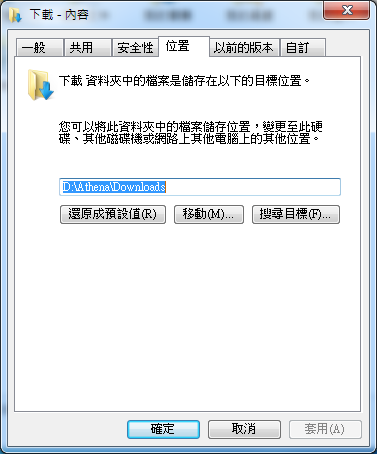 下載 - 內容
一般 共用 安全性 位置 以前的版本 自訂
下載 資料夾中的檔案是儲存在以下的目標位置。
您可以將此資料夾中的檔案儲存位置，變更至此硬
碟、其他磁碟機或網路上其他電腦上的其他位置。
D:\Athena\Downloads
還原成預設值(R) 移動(M)... 搜尋目標(F)...
確定 取消 套用(A)